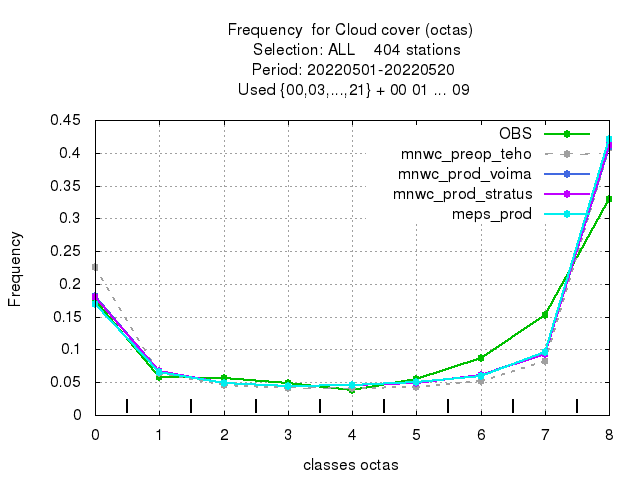 Frequency  for Cloud cover (octas)
Selection: ALL    404 stations
Period: 20220501-20220520
Used {00,03,...,21} + 00 01 ... 09
0.45
0.4
0.35
0.3
0.25
0.2
0.15
0.1
0.05
0
Frequency
OBS
mnwc_preop_teho
mnwc_prod_voima
mnwc_prod_stratus
meps_prod
0 1 2 3 4 5 6 7 8
classes octas